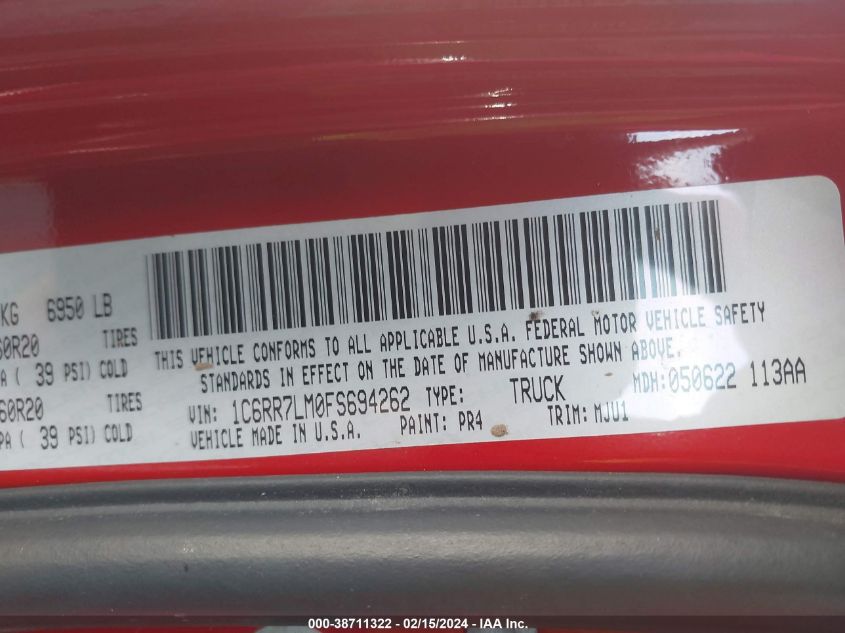 KG 6950 LB
60R20 TIRES
PA ( 39 PSI) COLD
60R20 TIRES
PA ( 39 PSI) COLD
THIS VEHICLE CONFORMS TO ALL APPLICABLE U.S.A. FEDERAL MOTOR VEHICLE SAFETY
STANDARDS IN EFFECT ON THE DATE OF MANUFACTURE SHOWN ABOVE.
VIN: 1C6RR7LM0FS694262 TYPE: TRUCK MDH: 050622 113AA
VEHICLE MADE IN U.S.A. PAINT: PR4 TRIM: MJU1
000-38711322 - 02/15/2024 - IAA Inc.